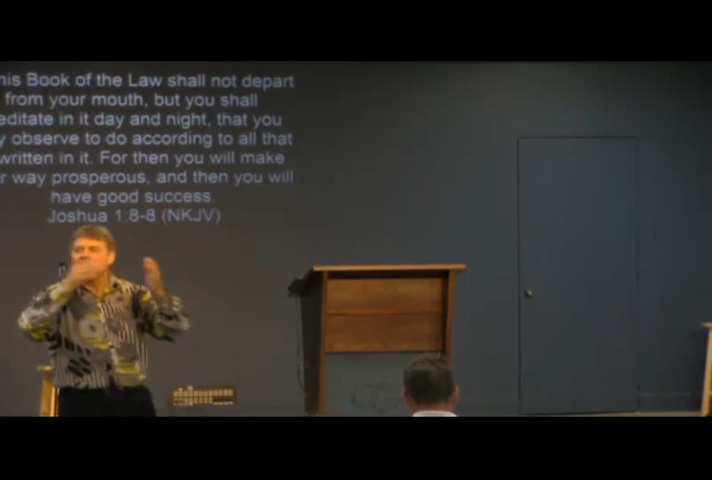 his Book of the Law shall not depart
from your mouth, but you shall
editate in it day and night, that you
y observe to do according to all that
written in it. For then you will make
r way prosperous, and then you will
have good success.
Joshua 1:8-8 (NKJV)